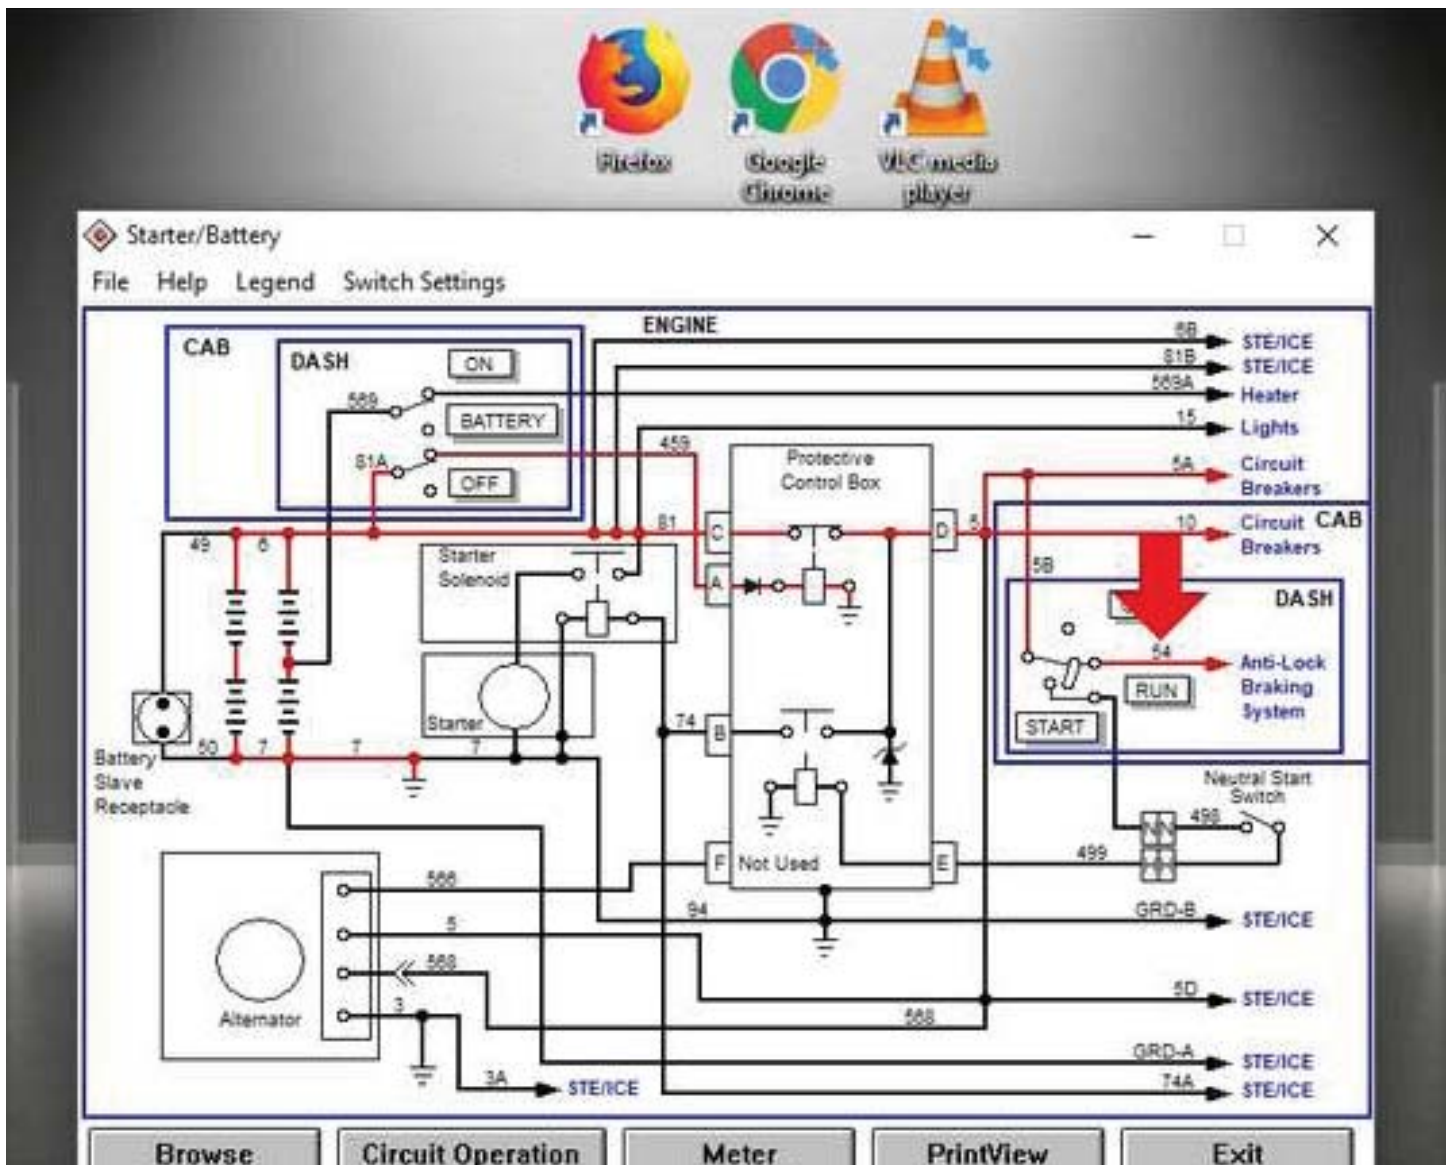 Firefox
Google
Chrome
VLC media
player
Starter/Battery
File Help Legend Switch Settings
ENGINE
CAB
DASH
ON
BATTERY
OFF
569
81A
459
6B
STE/ICE
81B
STE/ICE
569A
Heater
15
Lights
5A
Circuit
Breakers
10
Circuit
Breakers
CAB
DASH
5B
54
Anti-Lock
Braking
System
RUN
START
Protective
Control Box
C
D
5
A
B
F
Not Used
E
49
6
81
Starter
Solenoid
Starter
74
50
7
7
7
Battery
Slave
Receptacle
Neutral Start
Switch
498
499
NN
566
5
568
3
Alternator
3A
STE/ICE
94
568
GRD-B
STE/ICE
5D
STE/ICE
GRD-A
STE/ICE
74A
STE/ICE
Browse
Circuit Operation
Meter
PrintView
Exit